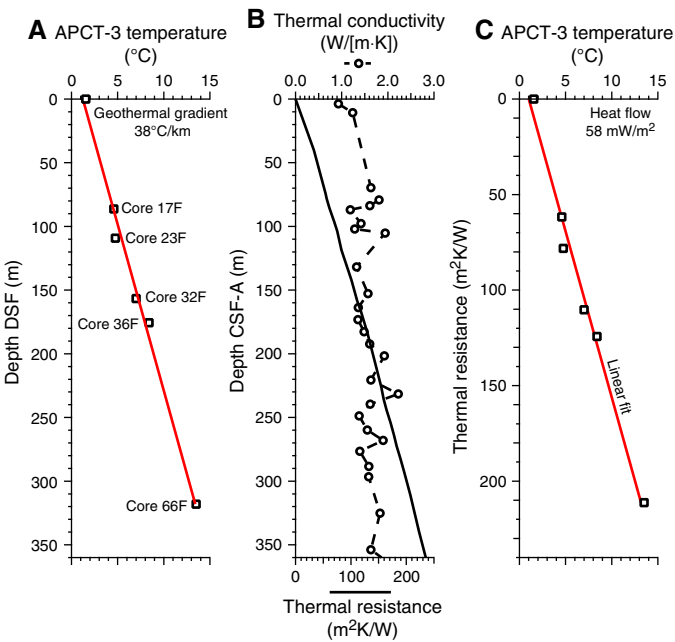 A APCT-3 temperature
(°C)
0 5 10 15
0
50
100
150
200
250
300
350
Depth DSF (m)
Geothermal gradient
38°C/km
Core 17F
Core 23F
Core 32F
Core 36F
Core 66F
B Thermal conductivity
(W/[m·K])
0.0 1.0 2.0 3.0
0
50
100
150
200
250
300
350
Depth CSF-A (m)
0 100 200
Thermal resistance
(m²K/W)
C APCT-3 temperature
(°C)
0 5 10 15
0
50
100
150
200
Thermal resistance (m²K/W)
Heat flow
58 mW/m²
Linear fit